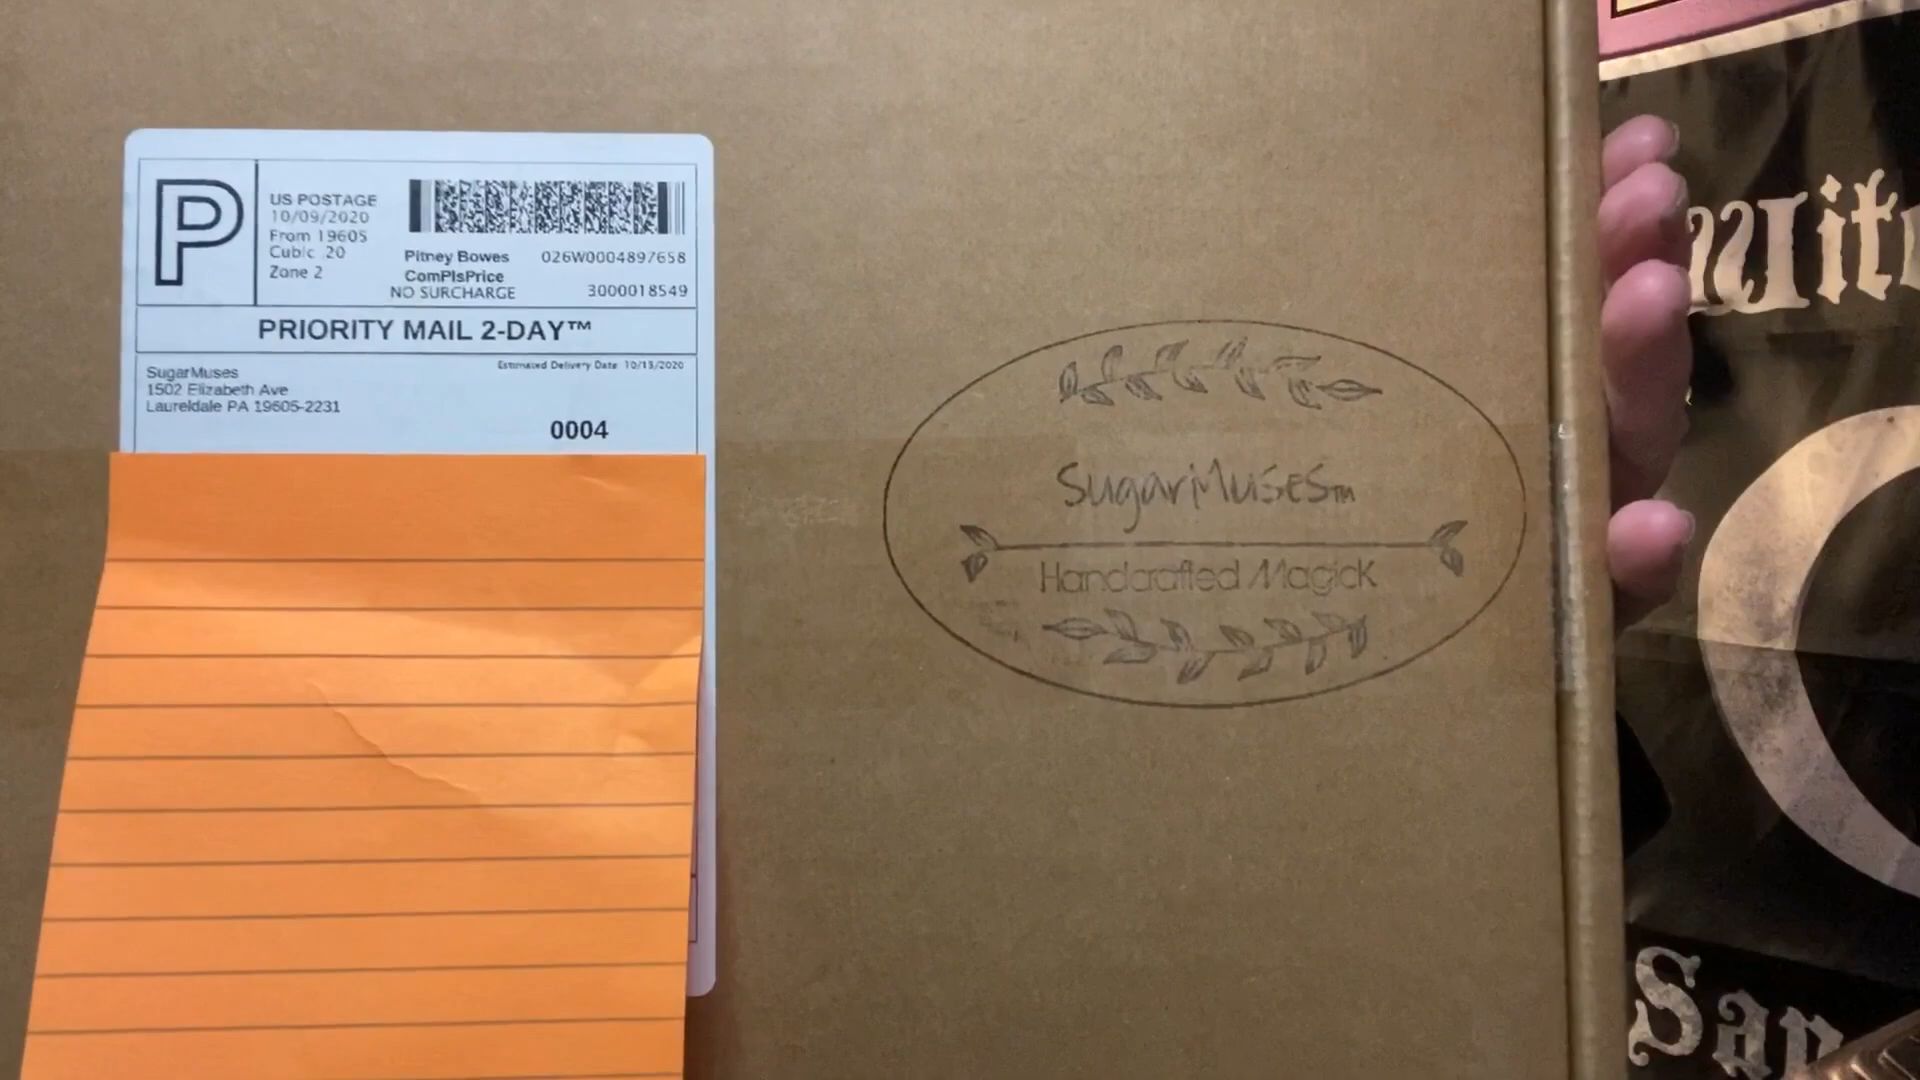 P
US POSTAGE
10/09/2020
From 19605
Cubic .20
Zone 2
Pitney Bowes 026W0004897658
ComPlsPrice
NO SURCHARGE 3000018549
PRIORITY MAIL 2-DAY™
Estimated Delivery Date: 10/13/2020
SugarMuses
1502 Elizabeth Ave
Laureldale PA 19605-2231
0004
SugarMuses™
Handcrafted Magick